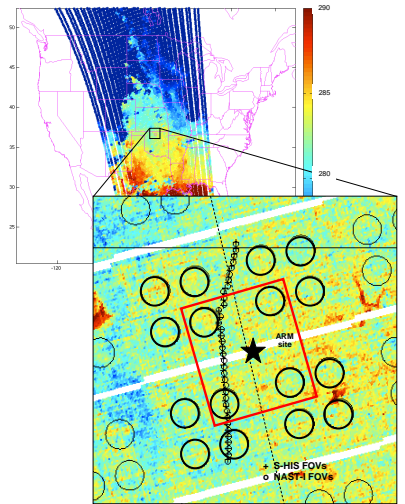 290
285
280
50
45
40
35
30
25
-120
ARM
site
+ S-HIS FOVs
o NAST-I FOVs